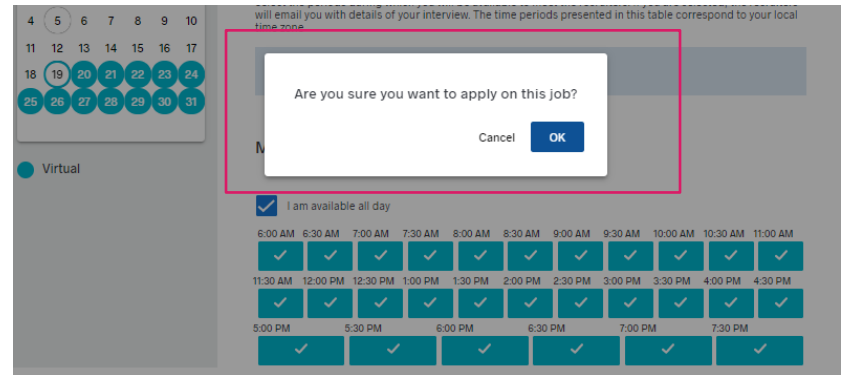 4 5 6 7 8 9 10
11 12 13 14 15 16 17
18 19 20 21 22 23 24
25 26 27 28 29 30 31
Virtual
will email you with details of your interview. The time periods presented in this table correspond to your local
time zone
Are you sure you want to apply on this job?
Cancel OK
M
I am available all day
6:00 AM 6:30 AM 7:00 AM 7:30 AM 8:00 AM 8:30 AM 9:00 AM 9:30 AM 10:00 AM 10:30 AM 11:00 AM
11:30 AM 12:00 PM 12:30 PM 1:00 PM 1:30 PM 2:00 PM 2:30 PM 3:00 PM 3:30 PM 4:00 PM 4:30 PM
5:00 PM 5:30 PM 6:00 PM 6:30 PM 7:00 PM 7:30 PM